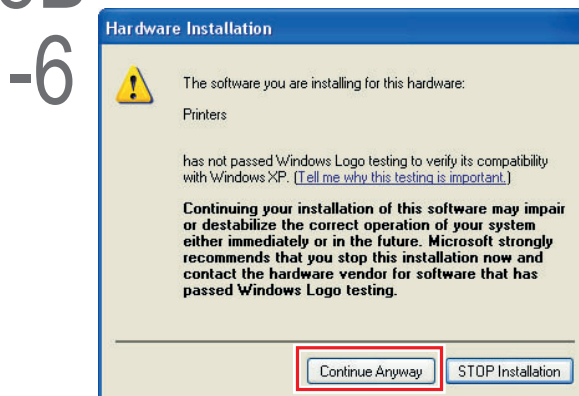 -6
Hardware Installation
The software you are installing for this hardware:
Printers
has not passed Windows Logo testing to verify its compatibility
with Windows XP. (Tell me why this testing is important.)
Continuing your installation of this software may impair
or destabilize the correct operation of your system
either immediately or in the future. Microsoft strongly
recommends that you stop this installation now and
contact the hardware vendor for software that has
passed Windows Logo testing.
Continue Anyway
STOP Installation